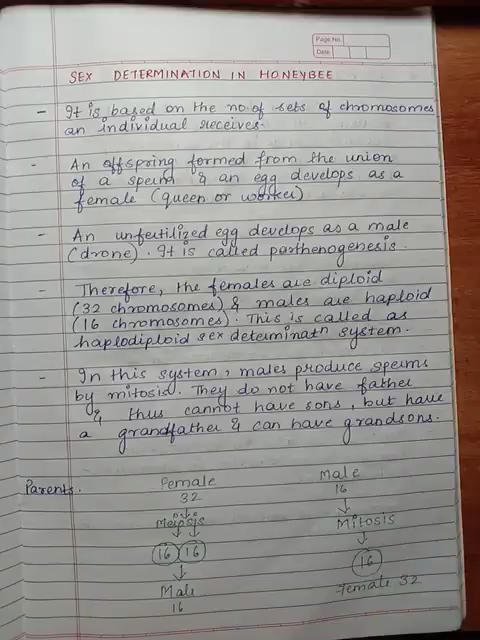 Page No.
Date
SEX DETERMINATION IN HONEYBEE
- It is based on the no. of sets of chromosomes
an individual receives.
- An offspring formed from the union
of a sperm & an egg develops as a
female (queen or worker)
- An unfertilized egg develops as a male
(drone). It is called parthenogenesis.
- Therefore, the females are diploid
(32 chromosomes) & males are haploid
(16 chromosomes). This is called as
haplodiploid sex determinatn system.
- In this system, males produce sperms
by mitosis. They do not have father
& thus cannot have sons, but have
a grandfather & can have grandsons.
Parents. Female Male
32 16
Meiosis Mitosis
16 16 16
Male Female 32
16